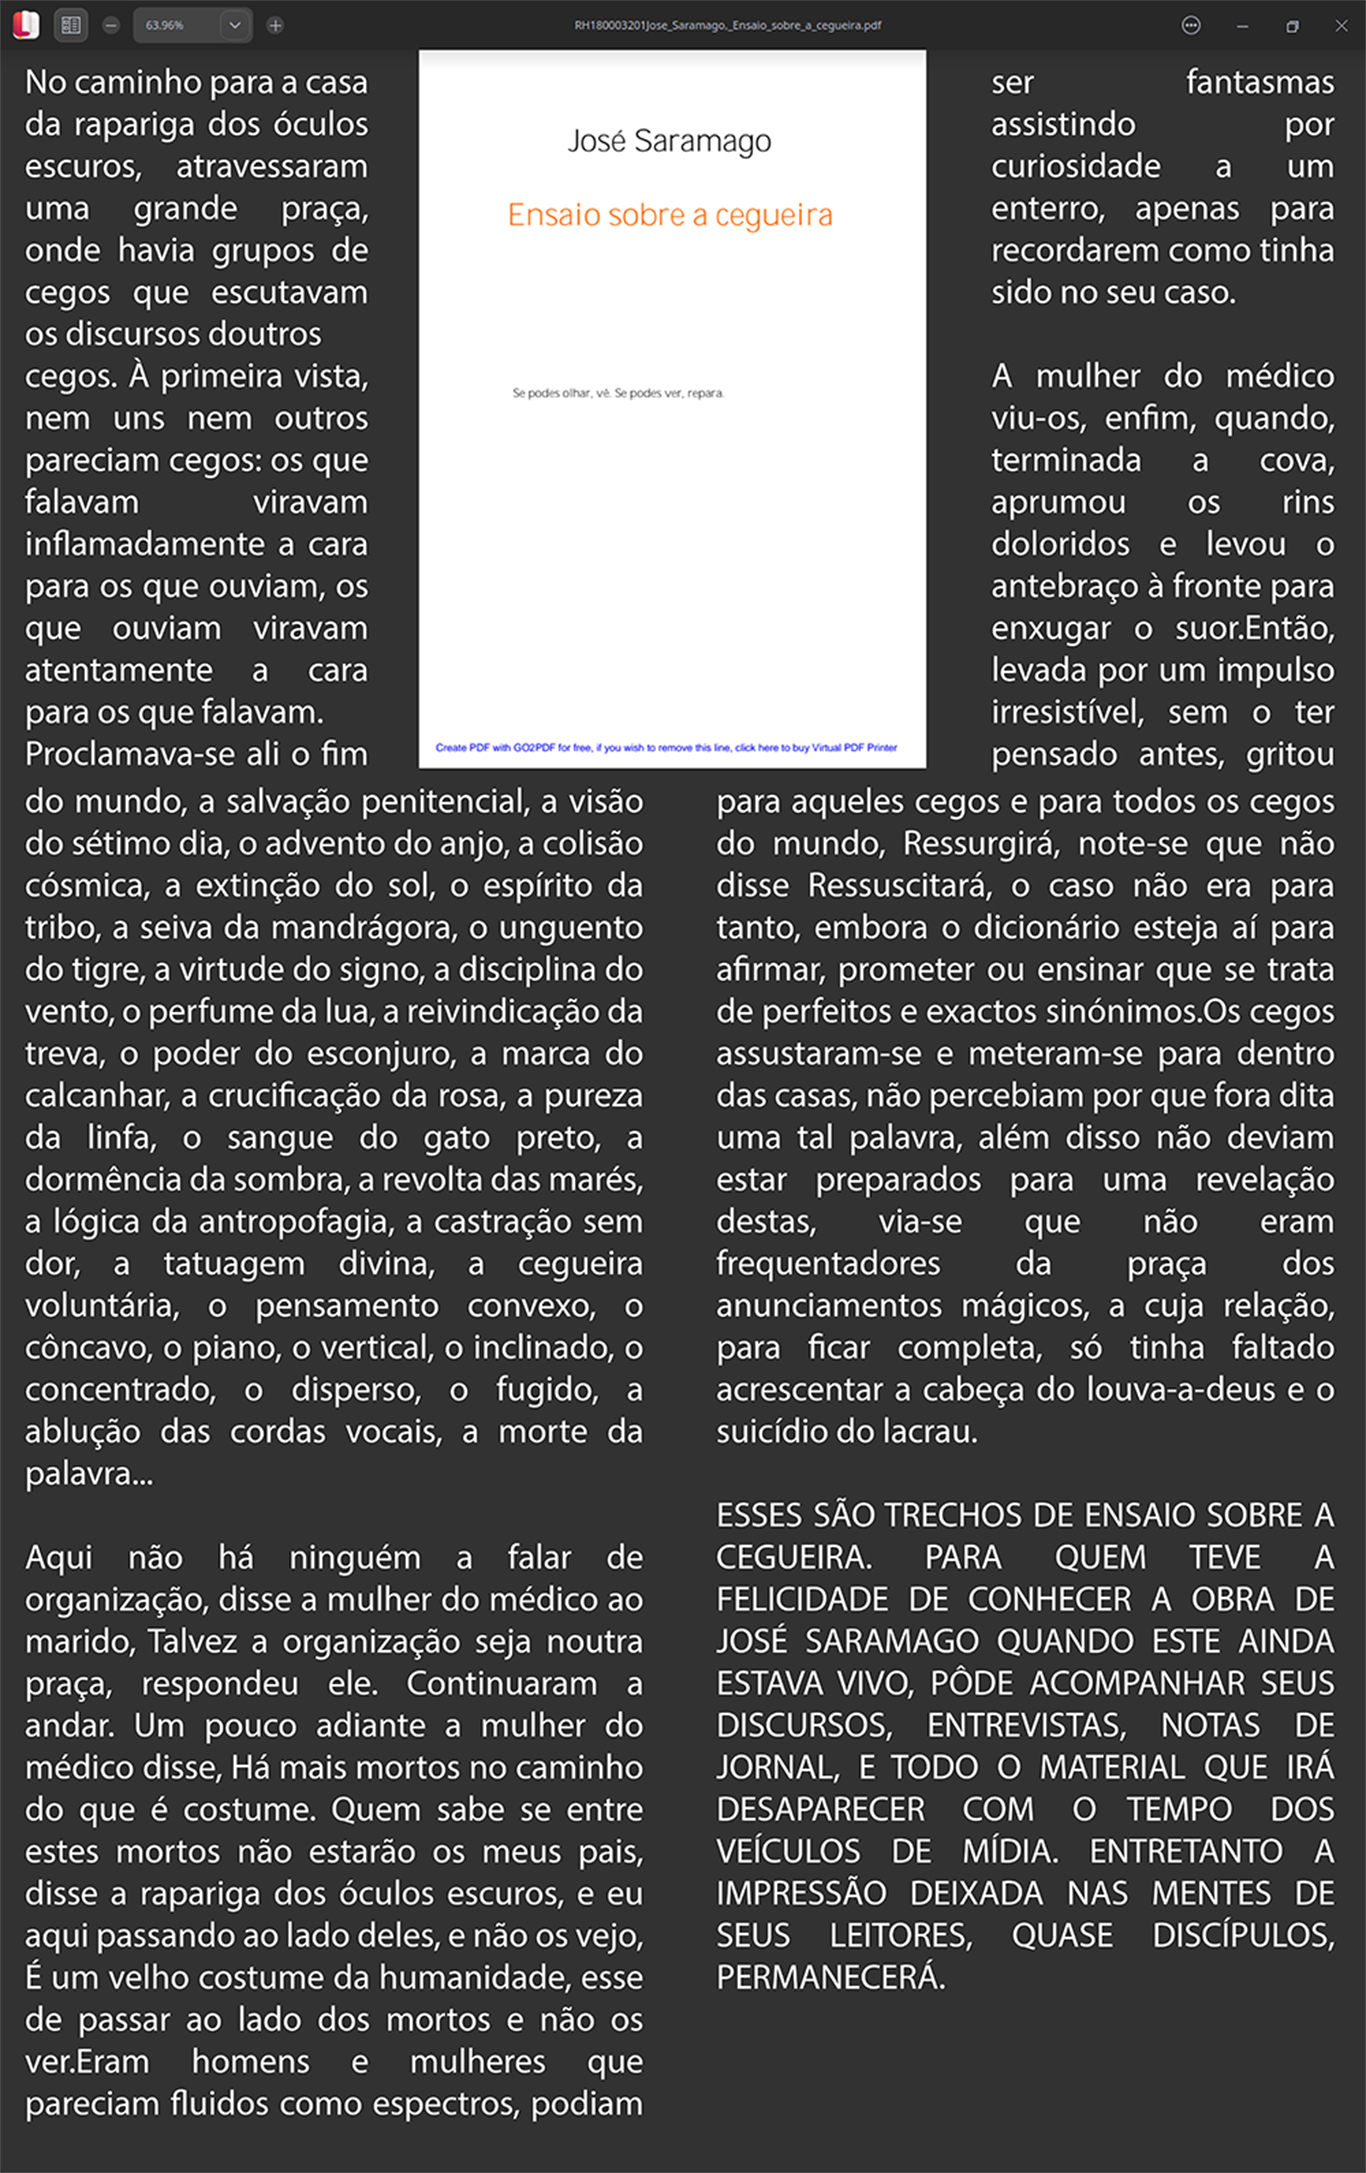 63.96%
RH180003201Jose_Saramago,_Ensaio_sobre_a_cegueira.pdf
No caminho para a casa
da rapariga dos óculos
escuros, atravessaram
uma grande praça,
onde havia grupos de
cegos que escutavam
os discursos doutros
cegos. À primeira vista,
nem uns nem outros
pareciam cegos: os que
falavam viravam
inflamadamente a cara
para os que ouviam, os
que ouviam viravam
atentamente a cara
para os que falavam.
Proclamava-se ali o fim
José Saramago
Ensaio sobre a cegueira
Se podes olhar, vê. Se podes ver, repara.
Create PDF with GO2PDF for free, if you wish to remove this line, click here to buy Virtual PDF Printer
do mundo, a salvação penitencial, a visão
do sétimo dia, o advento do anjo, a colisão
cósmica, a extinção do sol, o espírito da
tribo, a seiva da mandrágora, o unguento
do tigre, a virtude do signo, a disciplina do
vento, o perfume da lua, a reivindicação da
treva, o poder do esconjuro, a marca do
calcanhar, a crucificação da rosa, a pureza
da linfa, o sangue do gato preto, a
dormência da sombra, a revolta das marés,
a lógica da antropofagia, a castração sem
dor, a tatuagem divina, a cegueira
voluntária, o pensamento convexo, o
côncavo, o piano, o vertical, o inclinado, o
concentrado, o disperso, o fugido, a
ablução das cordas vocais, a morte da
palavra...
Aqui não há ninguém a falar de
organização, disse a mulher do médico ao
marido, Talvez a organização seja noutra
praça, respondeu ele. Continuaram a
andar. Um pouco adiante a mulher do
médico disse, Há mais mortos no caminho
do que é costume. Quem sabe se entre
estes mortos não estarão os meus pais,
disse a rapariga dos óculos escuros, e eu
aqui passando ao lado deles, e não os vejo,
É um velho costume da humanidade, esse
de passar ao lado dos mortos e não os
ver.Eram homens e mulheres que
pareciam fluidos como espectros, podiam
ser fantasmas
assistindo por
curiosidade a um
enterro, apenas para
recordarem como tinha
sido no seu caso.
A mulher do médico
viu-os, enfim, quando,
terminada a cova,
aprumou os rins
doloridos e levou o
antebraço à fronte para
enxugar o suor.Então,
levada por um impulso
irresistível, sem o ter
pensado antes, gritou
para aqueles cegos e para todos os cegos
do mundo, Ressurgirá, note-se que não
disse Ressuscitará, o caso não era para
tanto, embora o dicionário esteja aí para
afirmar, prometer ou ensinar que se trata
de perfeitos e exactos sinónimos.Os cegos
assustaram-se e meteram-se para dentro
das casas, não percebiam por que fora dita
uma tal palavra, além disso não deviam
estar preparados para uma revelação
destas, via-se que não eram
frequentadores da praça dos
anunciamentos mágicos, a cuja relação,
para ficar completa, só tinha faltado
acrescentar a cabeça do louva-a-deus e o
suicídio do lacrau.
ESSES SÃO TRECHOS DE ENSAIO SOBRE A
CEGUEIRA. PARA QUEM TEVE A
FELICIDADE DE CONHECER A OBRA DE
JOSÉ SARAMAGO QUANDO ESTE AINDA
ESTAVA VIVO, PÔDE ACOMPANHAR SEUS
DISCURSOS, ENTREVISTAS, NOTAS DE
JORNAL, E TODO O MATERIAL QUE IRÁ
DESAPARECER COM O TEMPO DOS
VEÍCULOS DE MÍDIA. ENTRETANTO A
IMPRESSÃO DEIXADA NAS MENTES DE
SEUS LEITORES, QUASE DISCÍPULOS,
PERMANECERÁ.